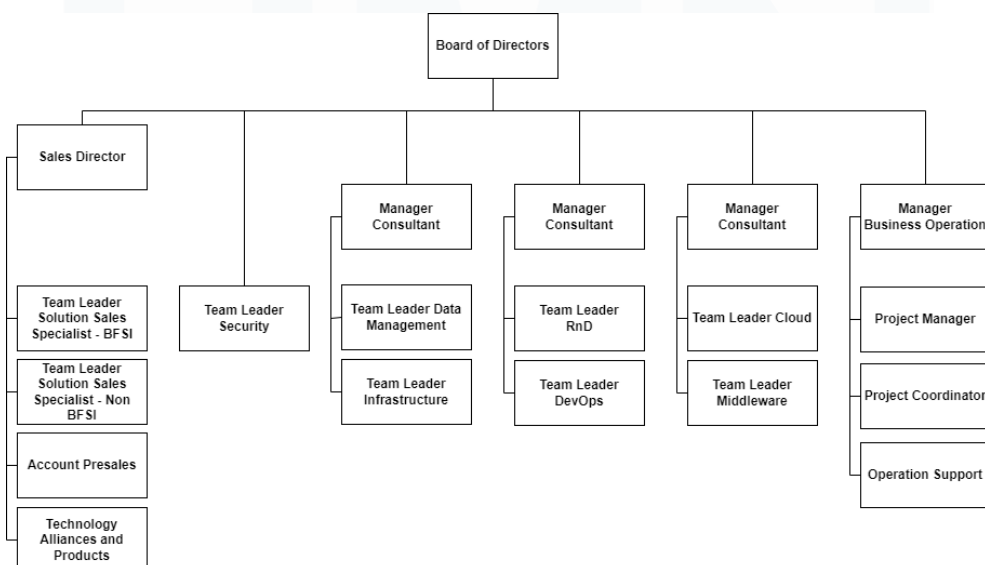 Board of Directors
Sales Director
Manager
Consultant
Manager
Consultant
Manager
Consultant
Manager
Business Operation
Team Leader
Solution Sales
Specialist - BFSI
Team Leader
Security
Team Leader Data
Management
Team Leader
RnD
Team Leader Cloud
Project Manager
Team Leader
Solution Sales
Specialist - Non
BFSI
Team Leader
Infrastructure
Team Leader
DevOps
Team Leader
Middleware
Project Coordinator
Account Presales
Operation Support
Technology
Alliances and
Products